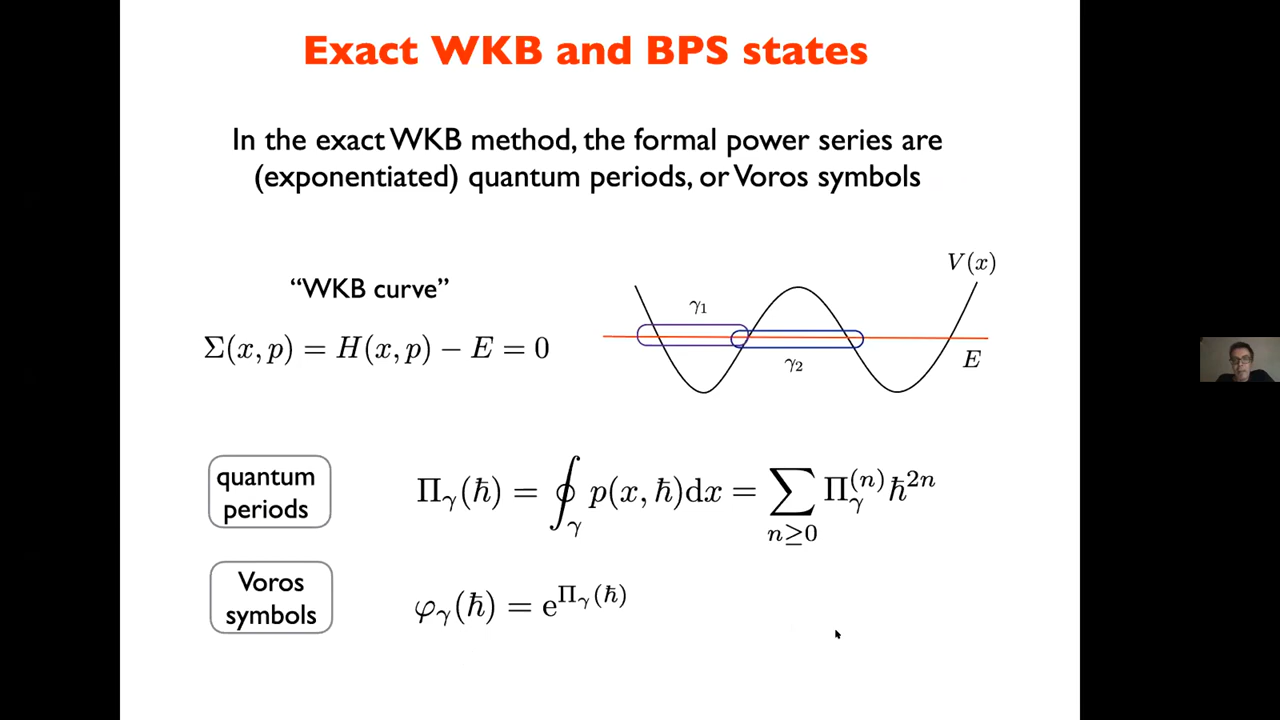 Exact WKB and BPS states
In the exact WKB method, the formal power series are
(exponentiated) quantum periods, or Voros symbols
“WKB curve”
Σ(x, p) = H(x, p) − E = 0
V(x)
γ₁
γ₂
E
quantum
periods
Π_γ(ħ) = ∮_γ p(x, ħ)dx = ∑_{n≥0} Π_γ^{(n)} ħ^{2n}
Voros
symbols
φ_γ(ħ) = e^{Π_γ(ħ)}